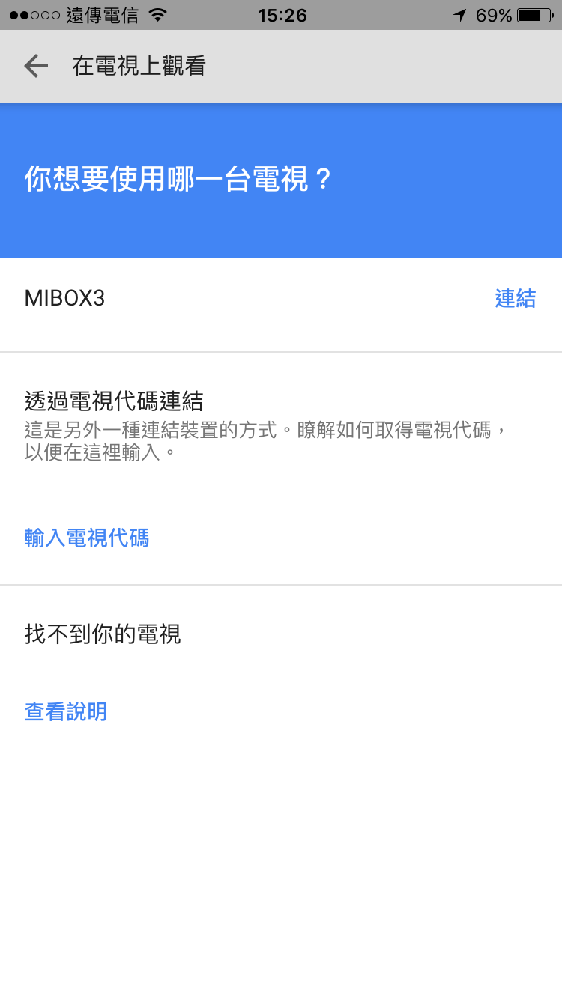 遠傳電信 15:26 69%
在電視上觀看
你想要使用哪一台電視？
MIBOX3 連結
透過電視代碼連結
這是另外一種連結裝置的方式。瞭解如何取得電視代碼，
以便在這裡輸入。
輸入電視代碼
找不到你的電視
查看說明